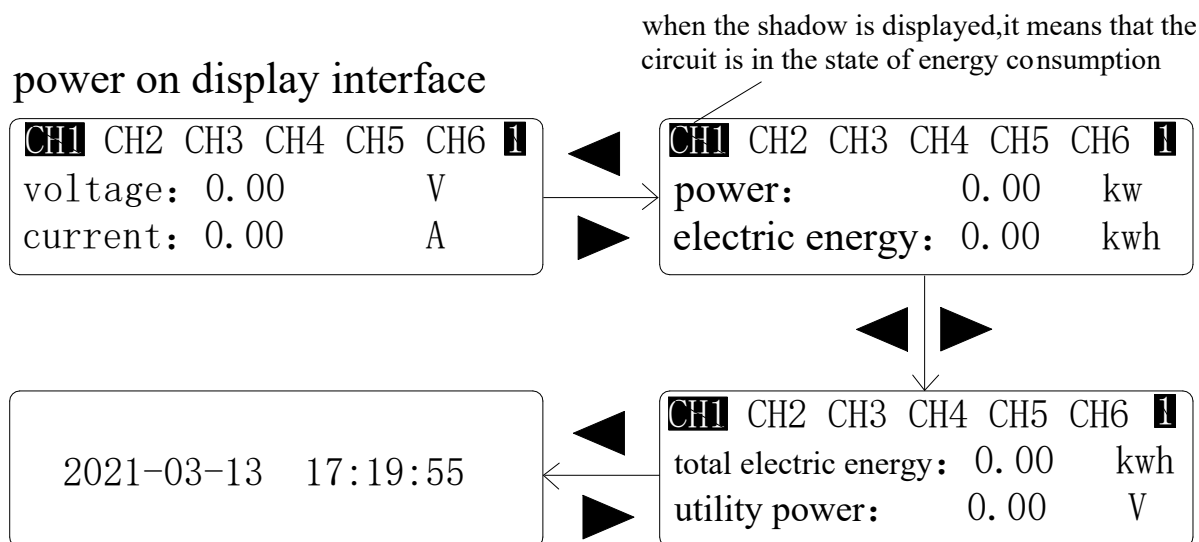 when the shadow is displayed,it means that the
circuit is in the state of energy consumption
power on display interface
CH1 CH2 CH3 CH4 CH5 CH6 1
voltage：0.00 V
current：0.00 A
CH1 CH2 CH3 CH4 CH5 CH6 1
power： 0.00 kw
electric energy：0.00 kwh
CH1 CH2 CH3 CH4 CH5 CH6 1
total electric energy：0.00 kwh
utility power： 0.00 V
2021-03-13 17:19:55